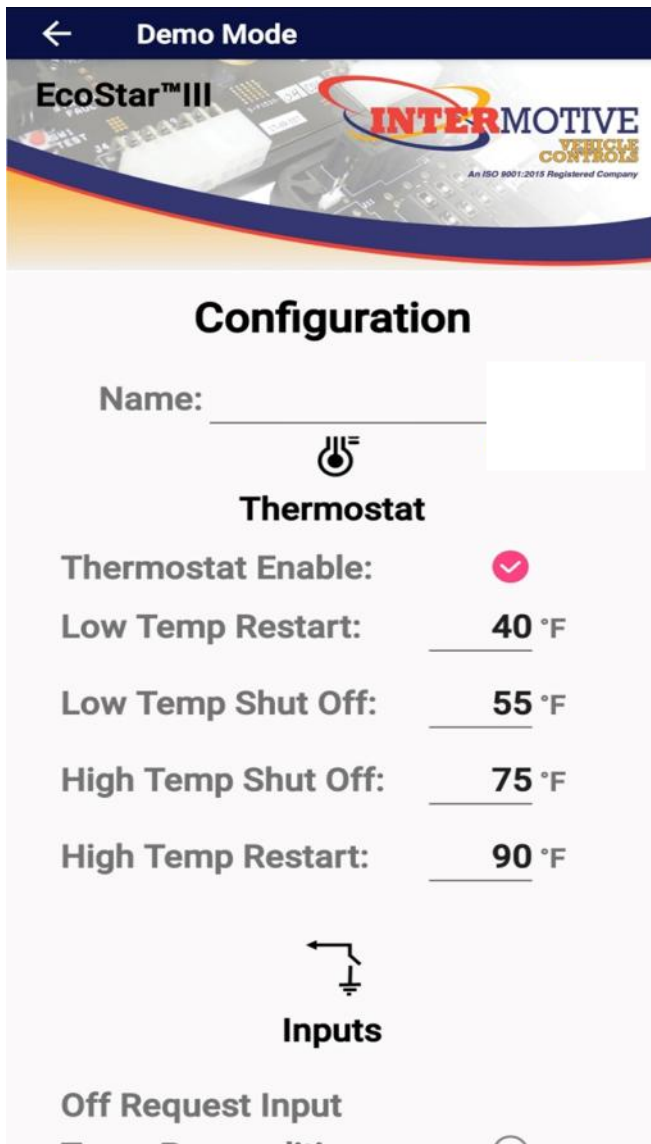 Demo Mode
EcoStar™III
INTERMOTIVE
VEHICLE
CONTROLS
An ISO 9001:2015 Registered Company
Configuration
Name:
Thermostat
Thermostat Enable:
Low Temp Restart: 40 °F
Low Temp Shut Off: 55 °F
High Temp Shut Off: 75 °F
High Temp Restart: 90 °F
Inputs
Off Request Input